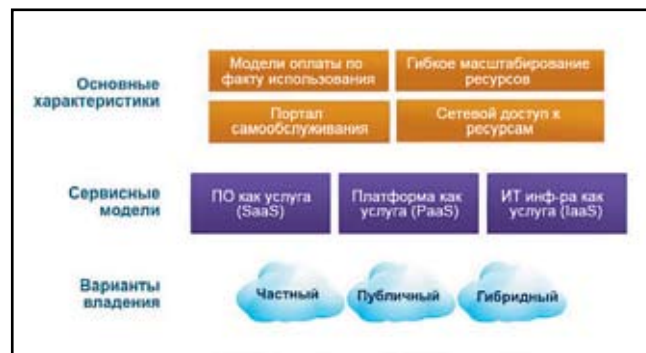 Основные
характеристики
Модели оплаты по
факту использования
Гибкое масштабирование
ресурсов
Портал
самообслуживания
Сетевой доступ к
ресурсам
Сервисные
модели
ПО как услуга
(SaaS)
Платформа как
услуга (PaaS)
ИТ инф-ра как
услуга (IaaS)
Варианты
владения
Частный
Публичный
Гибридный